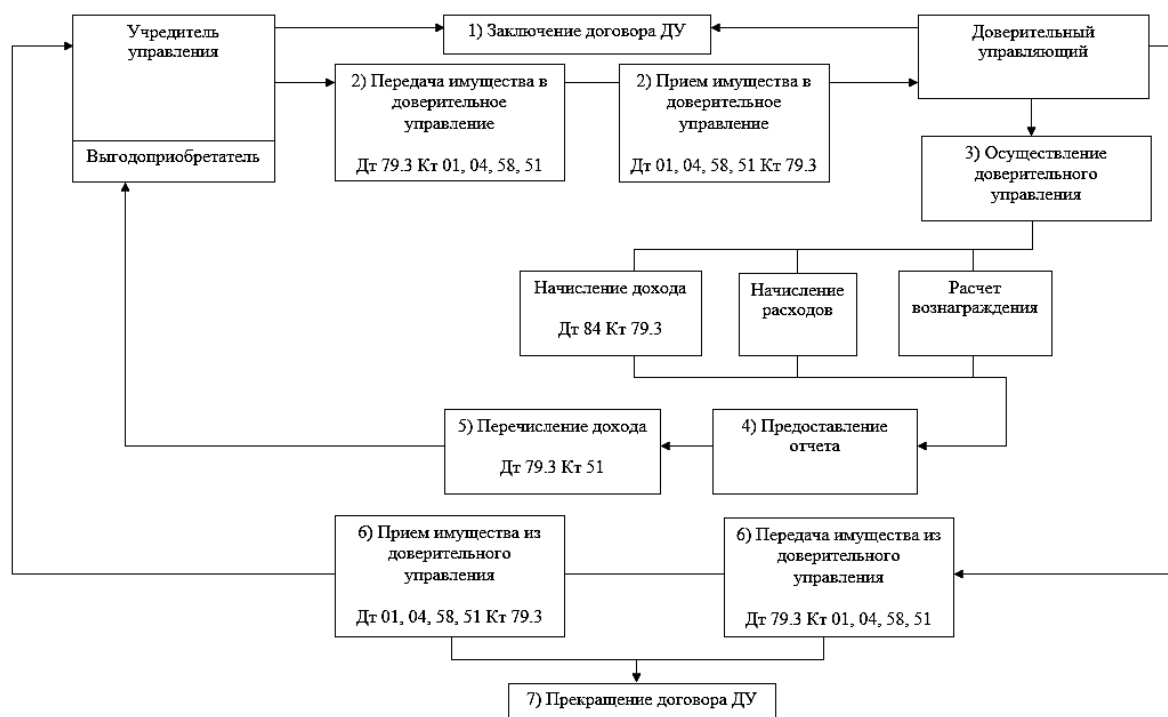 Учредитель
управления
Выгодоприобретатель
1) Заключение договора ДУ
Доверительный
управляющий
2) Передача имущества в
доверительное
управление
Дт 79.3 Кт 01, 04, 58, 51
2) Прием имущества в
доверительное
управление
Дт 01, 04, 58, 51 Кт 79.3
3) Осуществление
доверительного
управления
Начисление дохода
Дт 84 Кт 79.3
Начисление
расходов
Расчет
вознаграждения
5) Перечисление дохода
Дт 79.3 Кт 51
4) Предоставление
отчета
6) Прием имущества из
доверительного
управления
Дт 01, 04, 58, 51 Кт 79.3
6) Передача имущества из
доверительного
управления
Дт 79.3 Кт 01, 04, 58, 51
7) Прекращение договора ДУ